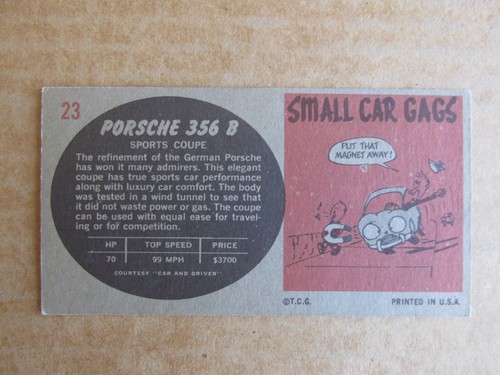 23
PORSCHE 356 B
SPORTS COUPE
The refinement of the German Porsche
has won it many admirers. This elegant
coupe has true sports car performance
along with luxury car comfort. The body
was tested in a wind tunnel to see that
it did not waste power or gas. The coupe
can be used with equal ease for travel-
ing or for competition.
HP TOP SPEED PRICE
70 99 MPH $3700
COURTESY "CAR AND DRIVER"
SMALL CAR GAGS
PUT THAT
MAGNET AWAY!
©T.C.G. PRINTED IN U.S.A.